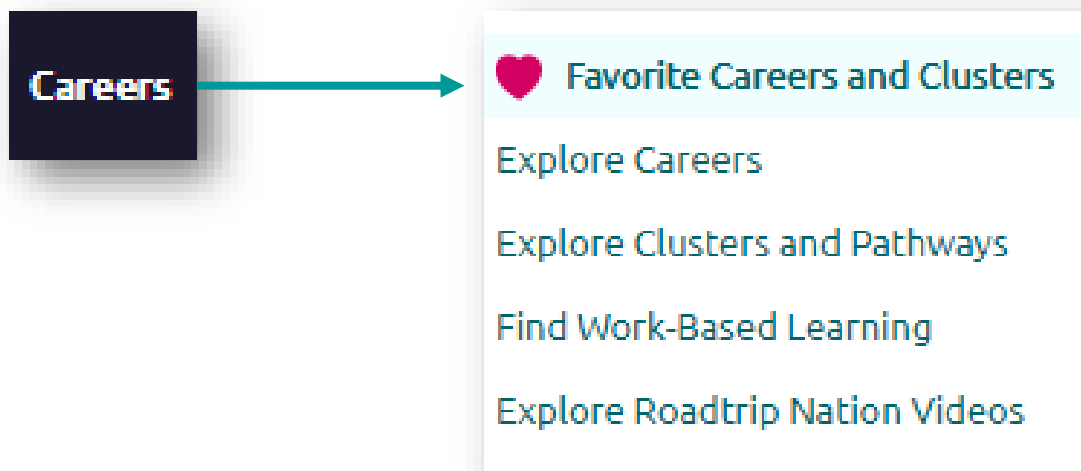 Careers
Favorite Careers and Clusters
Explore Careers
Explore Clusters and Pathways
Find Work-Based Learning
Explore Roadtrip Nation Videos